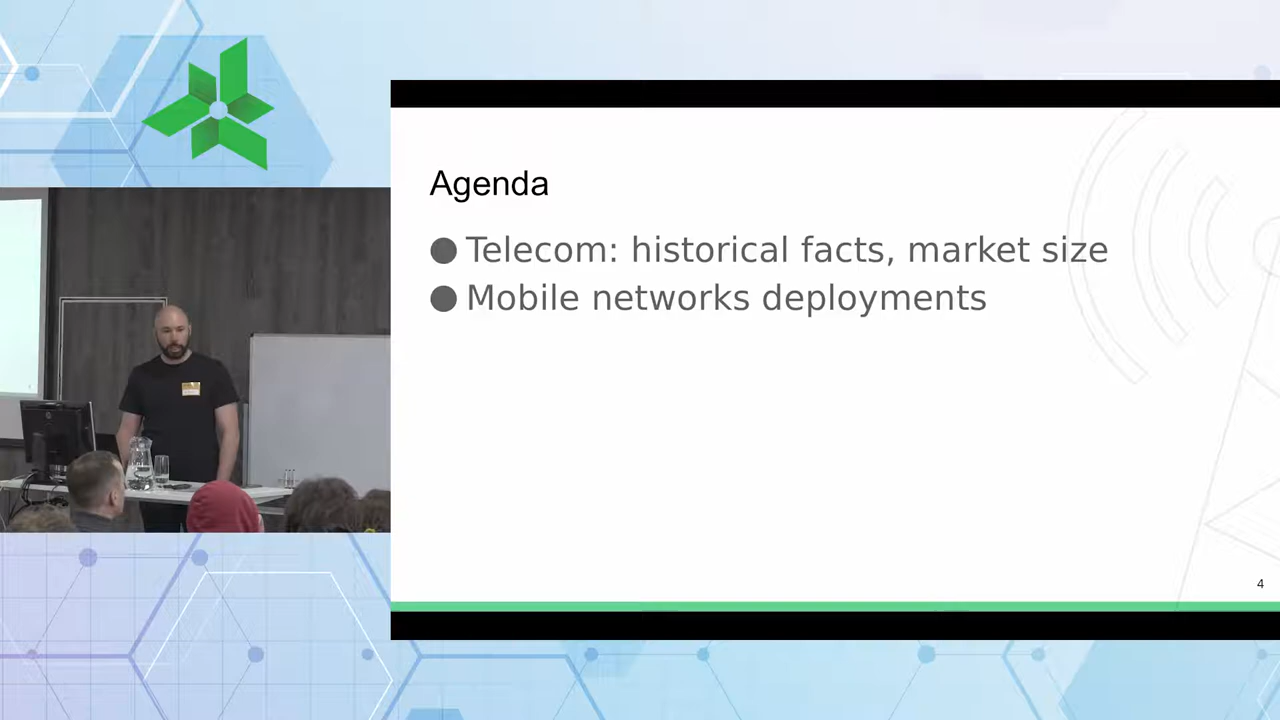 Agenda
● Telecom: historical facts, market size
● Mobile networks deployments
4